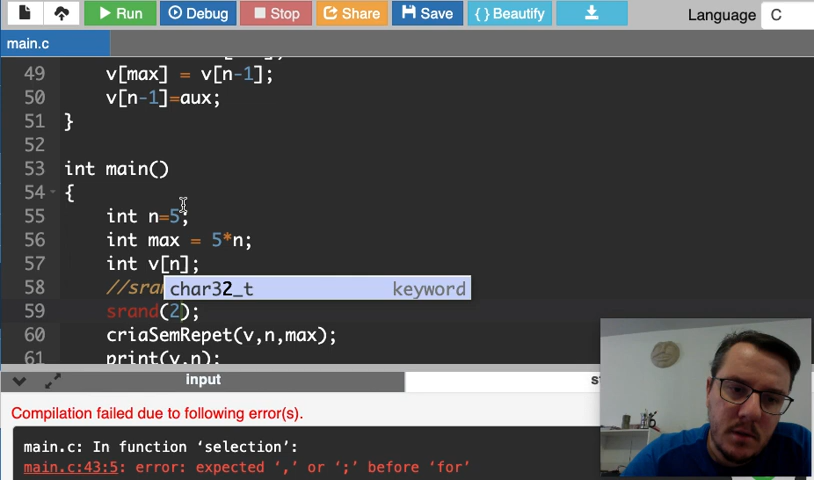 Run Debug Stop Share Save { } Beautify Language C
main.c
49 v[max] = v[n-1];
50 v[n-1]=aux;
51 }
52
53 int main()
54 {
55 int n=5;
56 int max = 5*n;
57 int v[n];
58 //sra
char32_t keyword
59 srand(2);
60 criaSemRepet(v,n,max);
61 print(v,n);
input
Compilation failed due to following error(s).
main.c: In function ‘selection’:
main.c:43:5: error: expected ‘,’ or ‘;’ before ‘for’